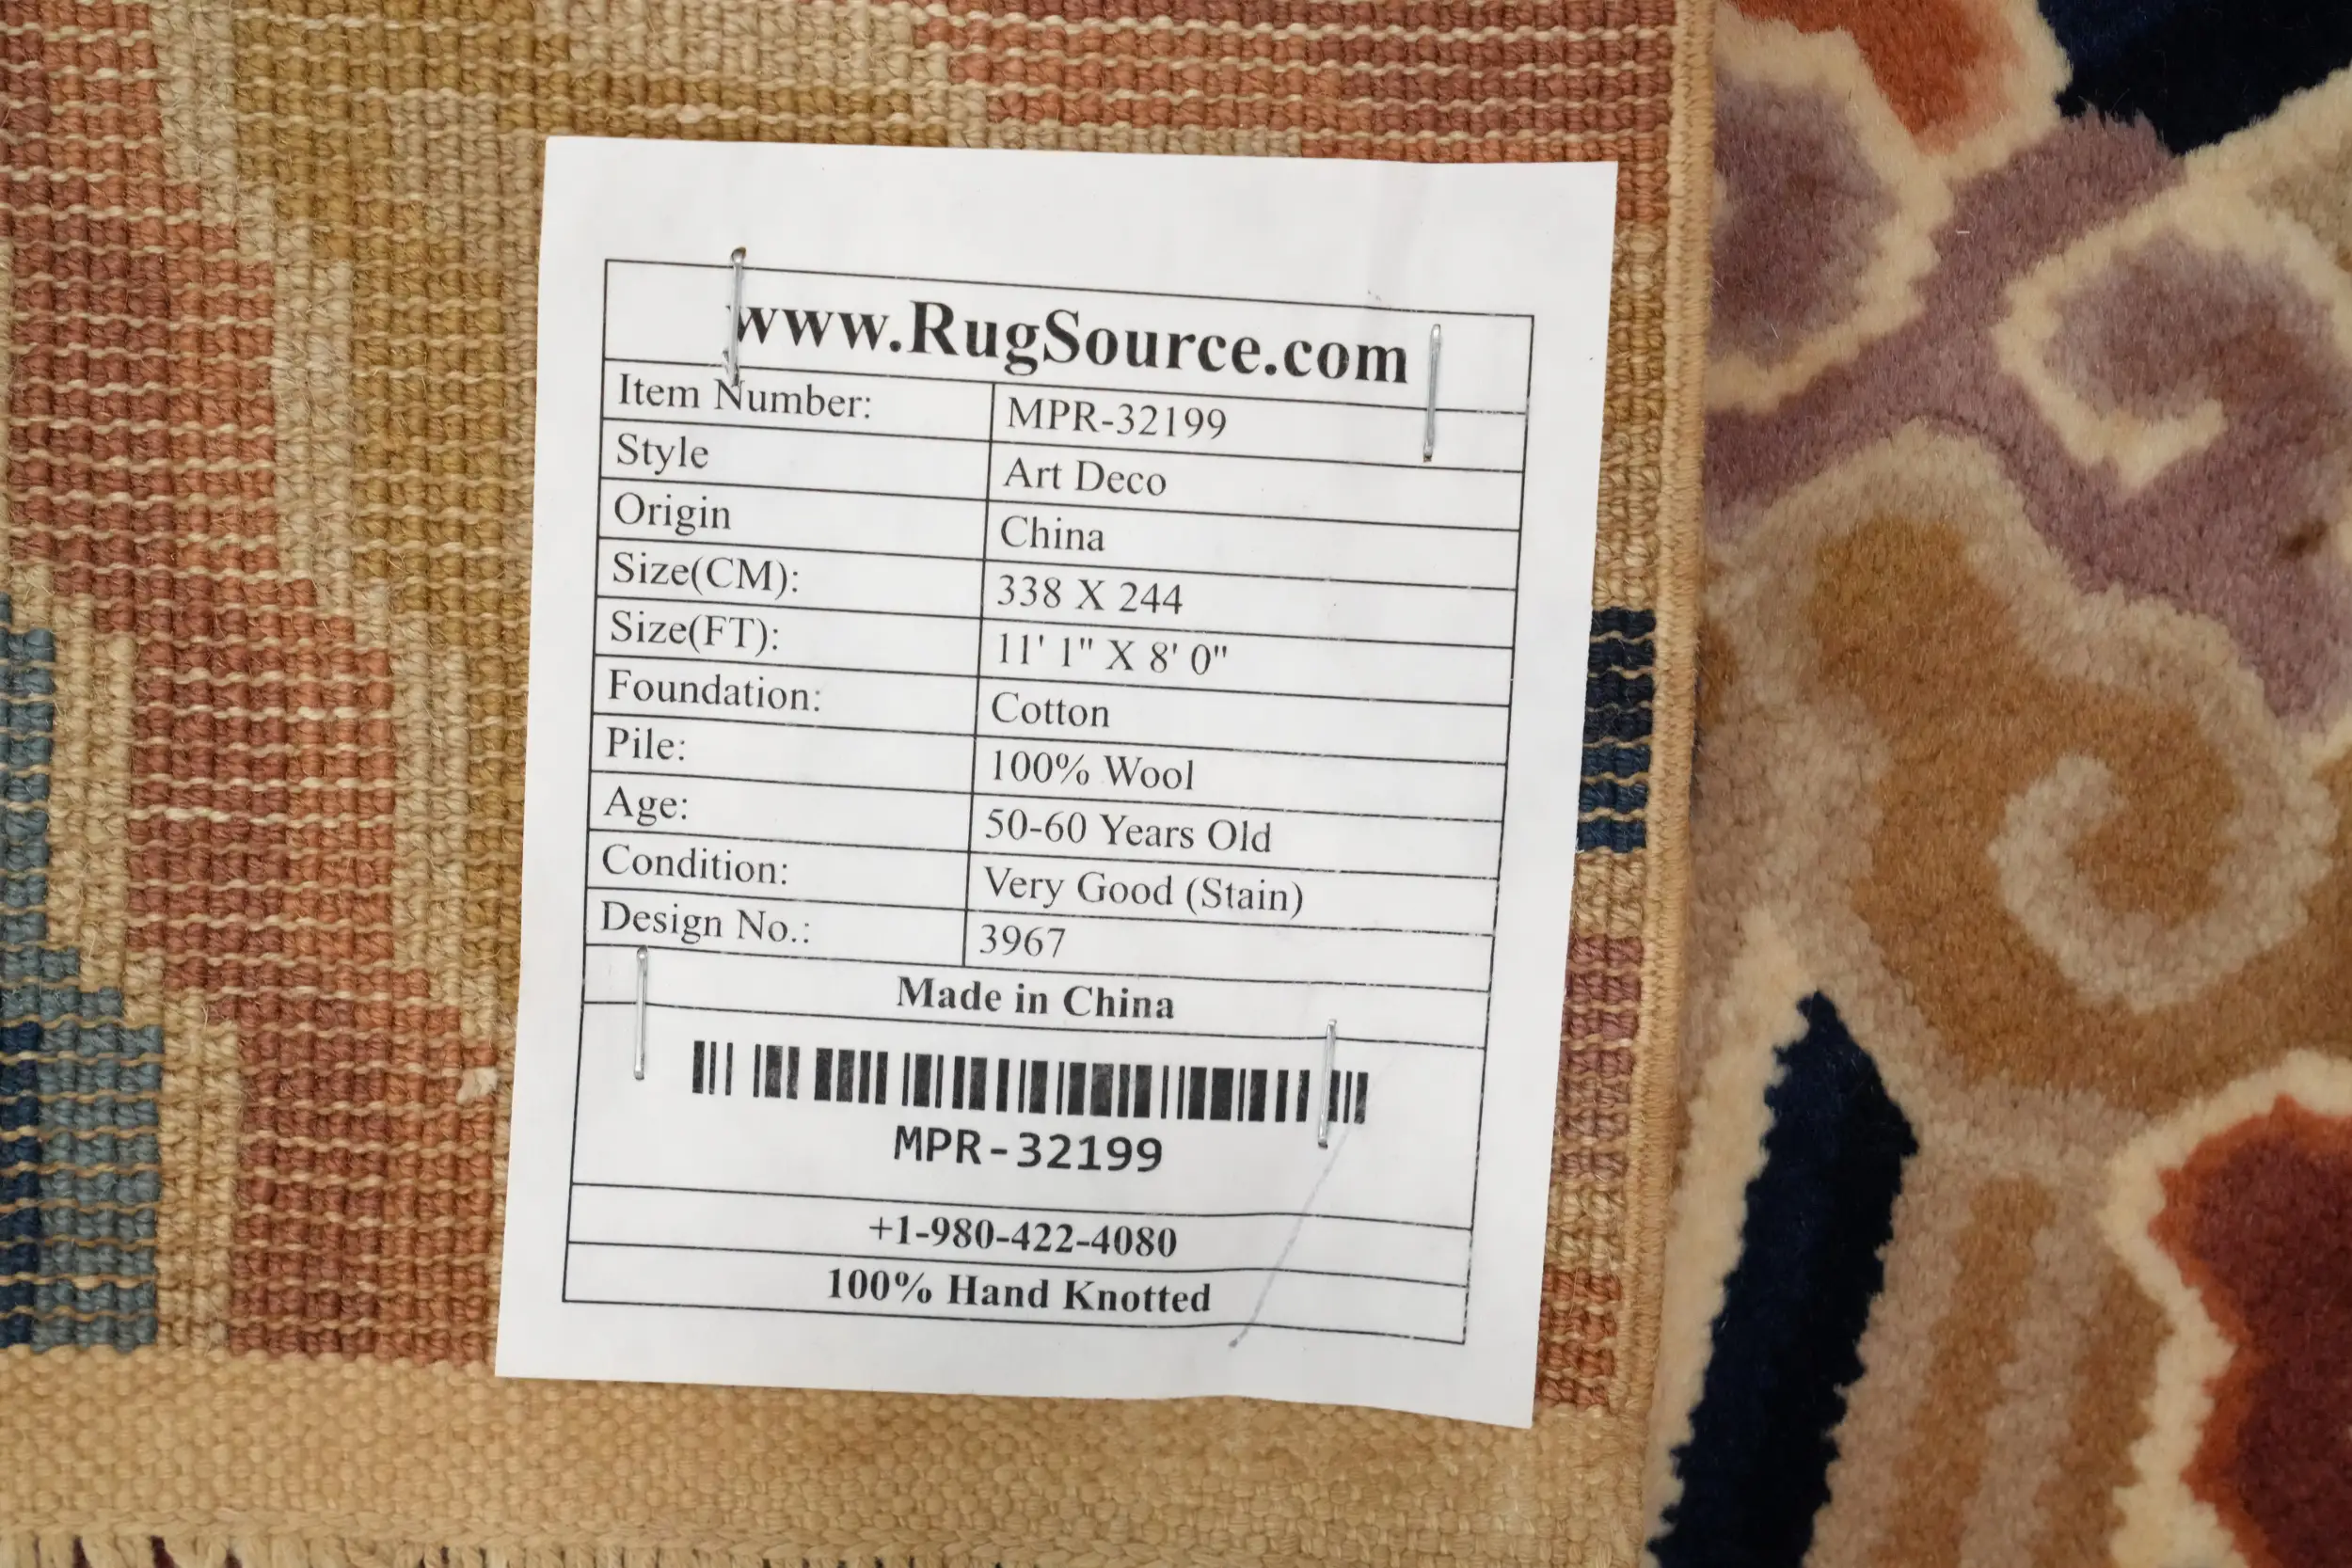 www.RugSource.com
Item Number: MPR-32199
Style Art Deco
Origin China
Size(CM): 338 X 244
Size(FT): 11' 1" X 8' 0"
Foundation: Cotton
Pile: 100% Wool
Age: 50-60 Years Old
Condition: Very Good (Stain)
Design No.: 3967
Made in China
MPR-32199
+1-980-422-4080
100% Hand Knotted